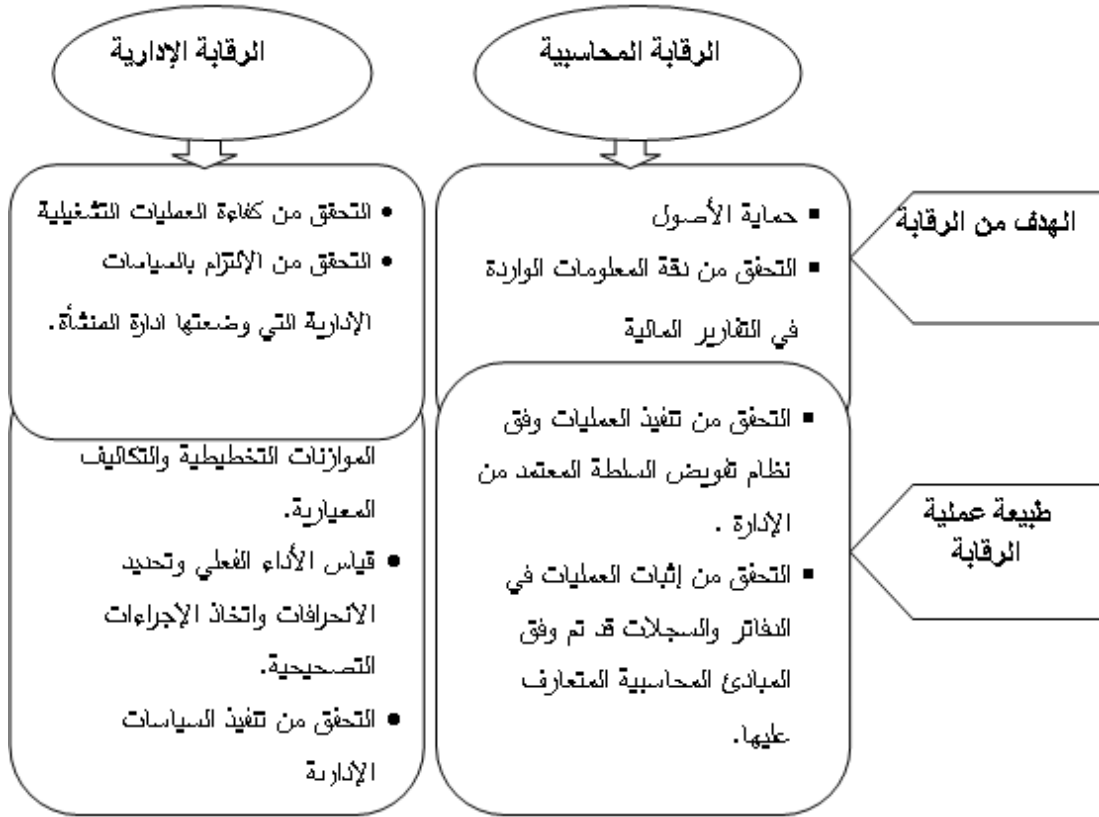 الرقابة المحاسبية
الرقابة الإدارية
الهدف من الرقابة
▪ حماية الأصول
▪ التحقق من دقة المعلومات الواردة
في التقارير المالية
• التحقق من كفاءة العمليات التشغيلية
• التحقق من الإلتزام بالسياسات
الإدارية التي وضعتها ادارة المنشأة.
طبيعة عملية
الرقابة
▪ التحقق من تنفيذ العمليات وفق
نظام تفويض السلطة المعتمد من
الإدارة .
▪ التحقق من إثبات العمليات في
الدفاتر والسجلات قد تم وفق
المبادئ المحاسبية المتعارف
عليها.
الموازنات التخطيطية والتكاليف
المعيارية.
• قياس الأداء الفعلي وتحديد
الانحرافات واتخاذ الإجراءات
التصحيحية.
• التحقق من تنفيذ السياسات
الإدارية